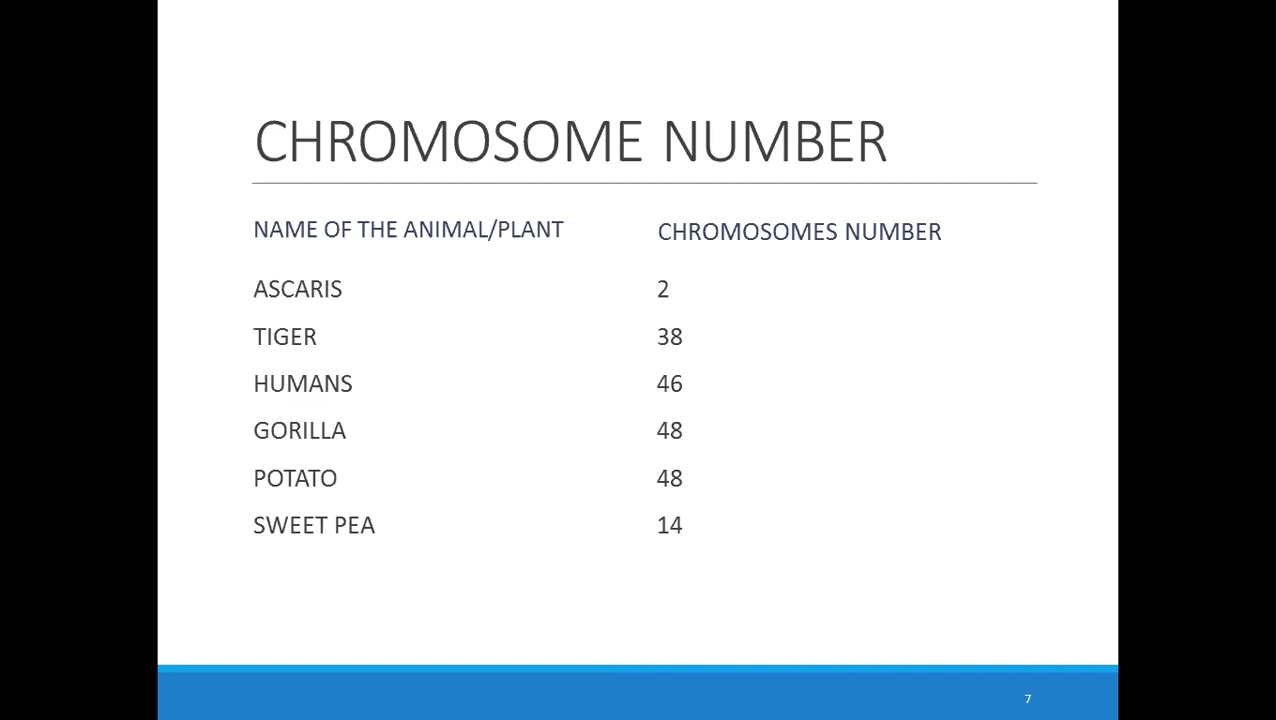 CHROMOSOME NUMBER
NAME OF THE ANIMAL/PLANT CHROMOSOMES NUMBER
ASCARIS 2
TIGER 38
HUMANS 46
GORILLA 48
POTATO 48
SWEET PEA 14
7